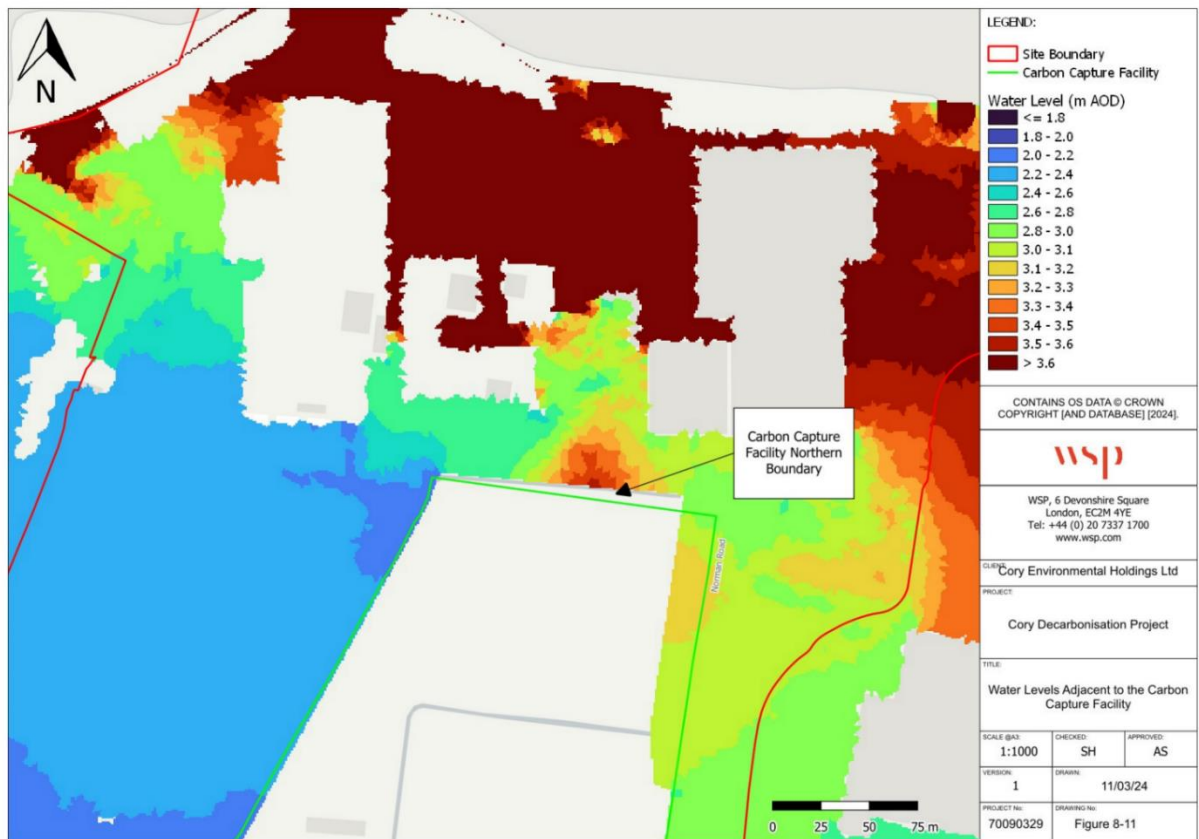 N
Carbon Capture
Facility Northern
Boundary
Norman Road
0 25 50 75 m
LEGEND:
Site Boundary
Carbon Capture Facility
Water Level (m AOD)
<= 1.8
1.8 - 2.0
2.0 - 2.2
2.2 - 2.4
2.4 - 2.6
2.6 - 2.8
2.8 - 3.0
3.0 - 3.1
3.1 - 3.2
3.2 - 3.3
3.3 - 3.4
3.4 - 3.5
3.5 - 3.6
> 3.6
CONTAINS OS DATA © CROWN
COPYRIGHT [AND DATABASE] [2024].
wsp
WSP, 6 Devonshire Square
London, EC2M 4YE
Tel: +44 (0) 20 7337 1700
www.wsp.com
CLIENT:
Cory Environmental Holdings Ltd
PROJECT:
Cory Decarbonisation Project
TITLE:
Water Levels Adjacent to the Carbon
Capture Facility
SCALE @A3: CHECKED: APPROVED:
1:1000 SH AS
VERSION: DRAWN:
1 11/03/24
PROJECT No: DRAWING No:
70090329 Figure 8-11